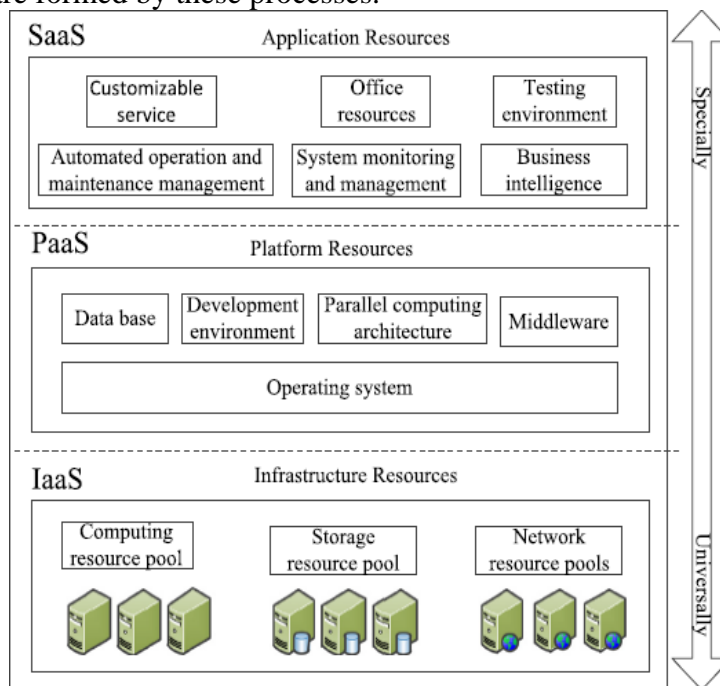 are formed by these processes.
SaaS
Application Resources
Customizable
service
Office
resources
Testing
environment
Automated operation and
maintenance management
System monitoring
and management
Business
intelligence
Specially
PaaS
Platform Resources
Data base
Development
environment
Parallel computing
architecture
Middleware
Operating system
IaaS
Infrastructure Resources
Computing
resource pool
Storage
resource pool
Network
resource pools
Universally